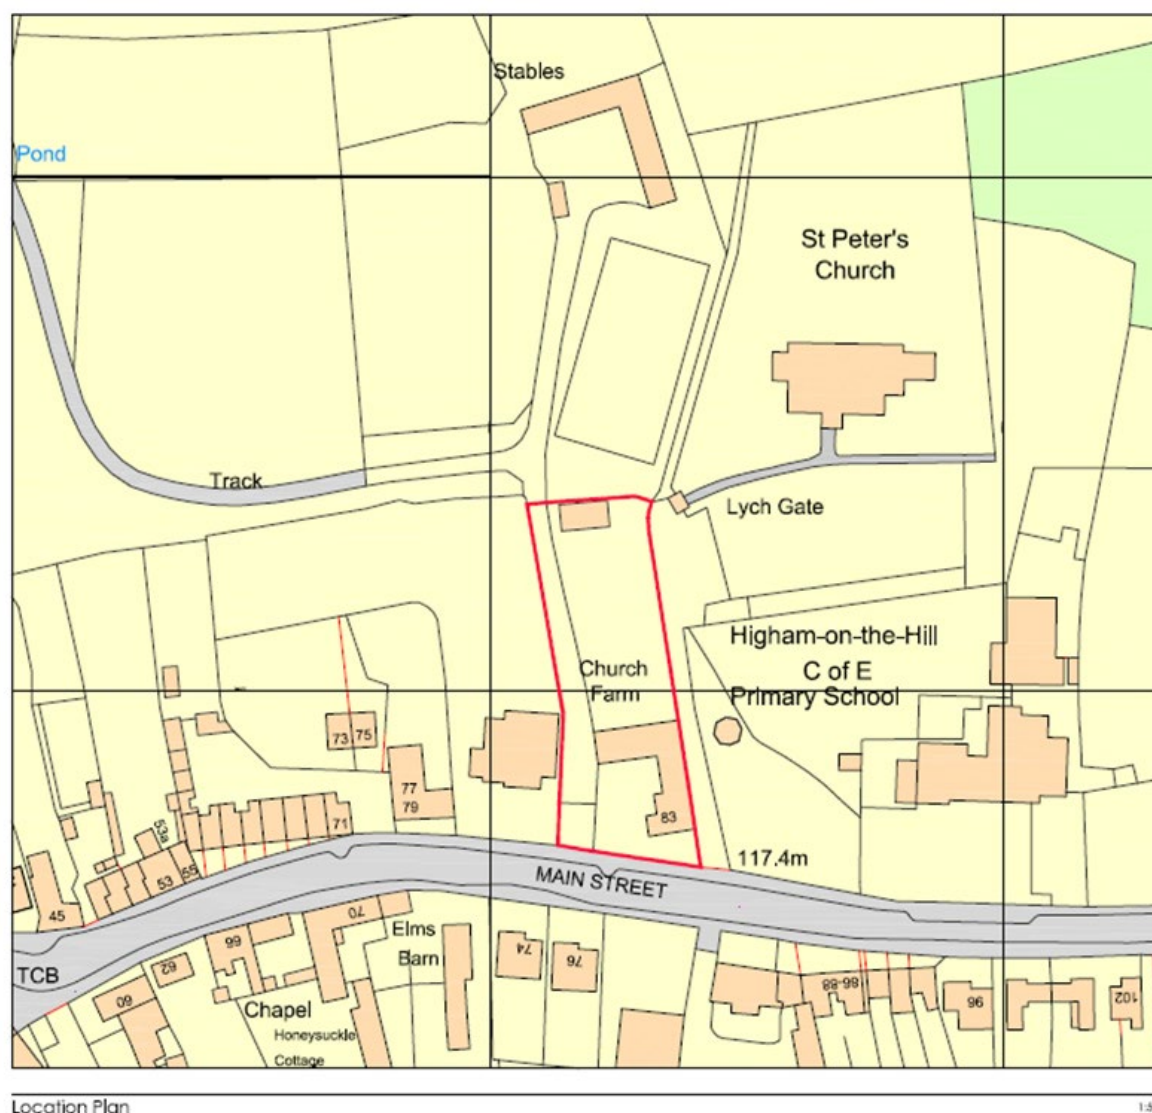 Stables
Pond
St Peter's
Church
Track
Lych Gate
Higham-on-the-Hill
C of E
Primary School
Church
Farm
73
75
77
79
71
83
53a
55
53
45
117.4m
MAIN STREET
TCB
70
66
62
60
Elms
Barn
74
76
86-88
96
102
Chapel
Honeysuckle
Cottage
Location Plan